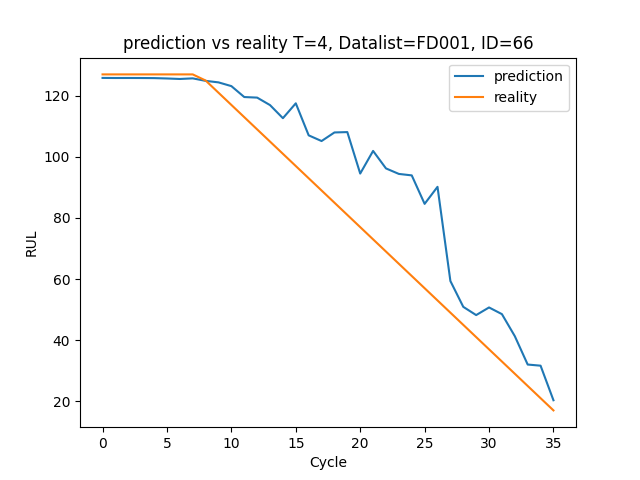 prediction vs reality T=4, Datalist=FD001, ID=66
prediction
reality
RUL
120
100
80
60
40
20
0 5 10 15 20 25 30 35
Cycle